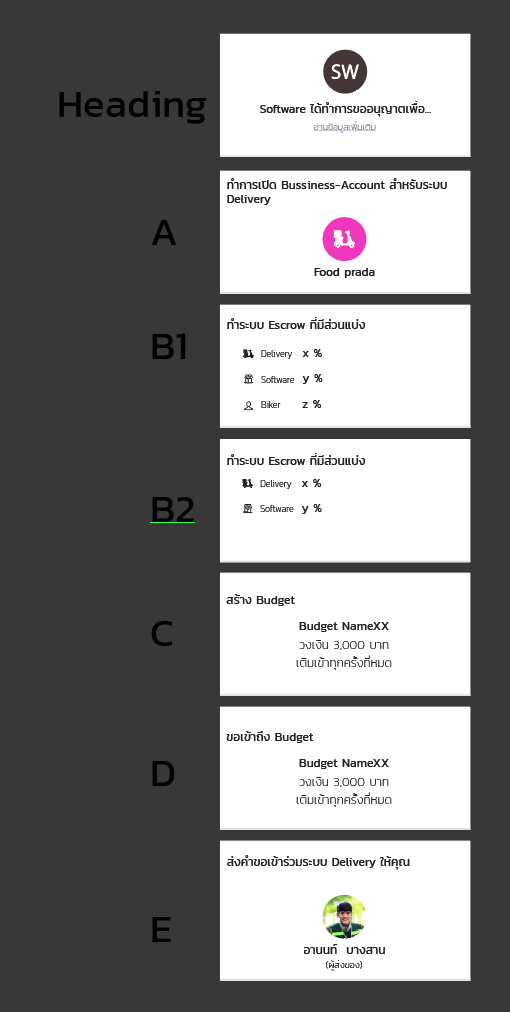 Heading
SW
Software ได้ทำการขออนุญาตเพื่อ...
อ่านข้อมูลเพิ่มเติม
A
ทำการเปิด Bussiness-Account สำหรับระบบ
Delivery
Food prada
B1
ทำระบบ Escrow ที่มีส่วนแบ่ง
Delivery x %
Software y %
Biker z %
B2
ทำระบบ Escrow ที่มีส่วนแบ่ง
Delivery x %
Software y %
C
สร้าง Budget
Budget NameXX
วงเงิน 3,000 บาท
เติมเข้าทุกครั้งที่หมด
D
ขอเข้าถึง Budget
Budget NameXX
วงเงิน 3,000 บาท
เติมเข้าทุกครั้งที่หมด
E
ส่งคำขอเข้าร่วมระบบ Delivery ให้คุณ
อานนท์ บางสาน
(ผู้ส่งของ)